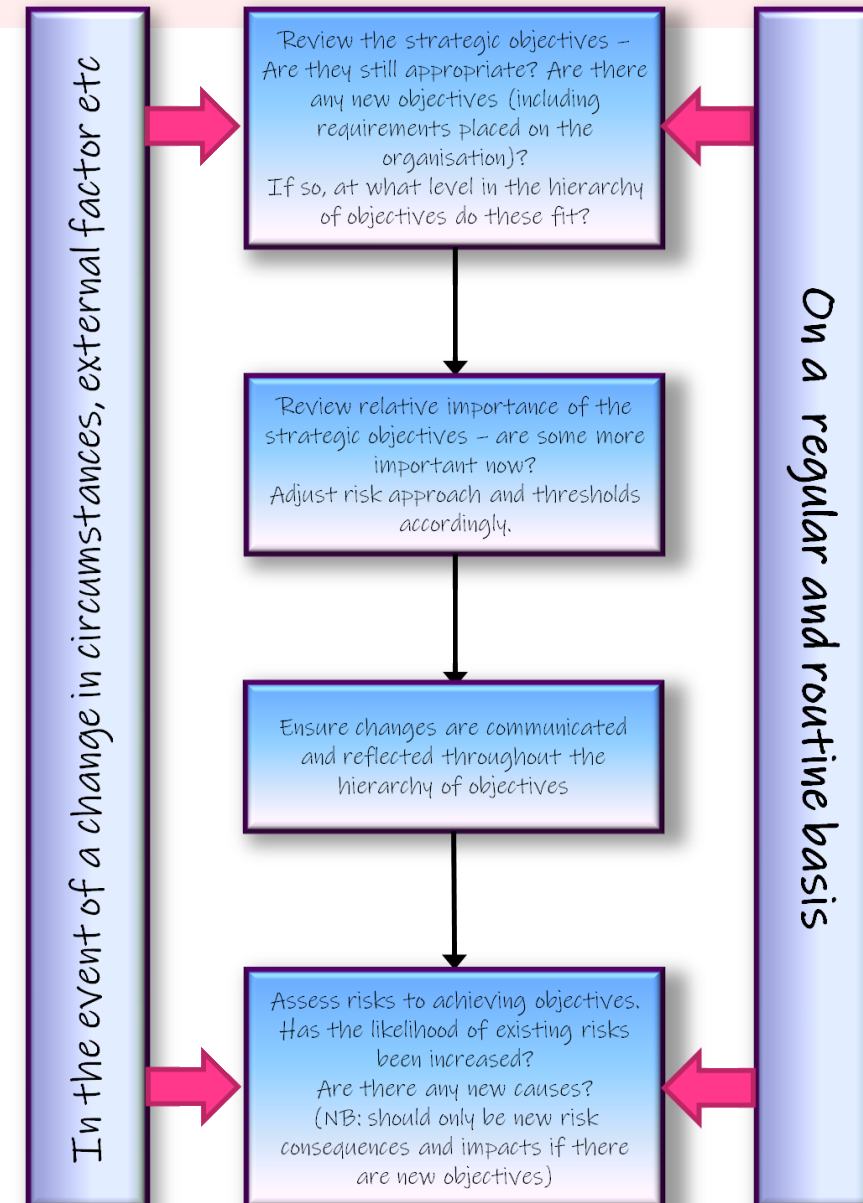 In the event of a change in circumstances, external factor etc
Review the strategic objectives –
Are they still appropriate? Are there
any new objectives (including
requirements placed on the
organisation)?
If so, at what level in the hierarchy
of objectives do these fit?
Review relative importance of the
strategic objectives – are some more
important now?
Adjust risk approach and thresholds
accordingly.
Ensure changes are communicated
and reflected throughout the
hierarchy of objectives
Assess risks to achieving objectives.
Has the likelihood of existing risks
been increased?
Are there any new causes?
(NB: should only be new risk
consequences and impacts if there
are new objectives)
On a regular and routine basis